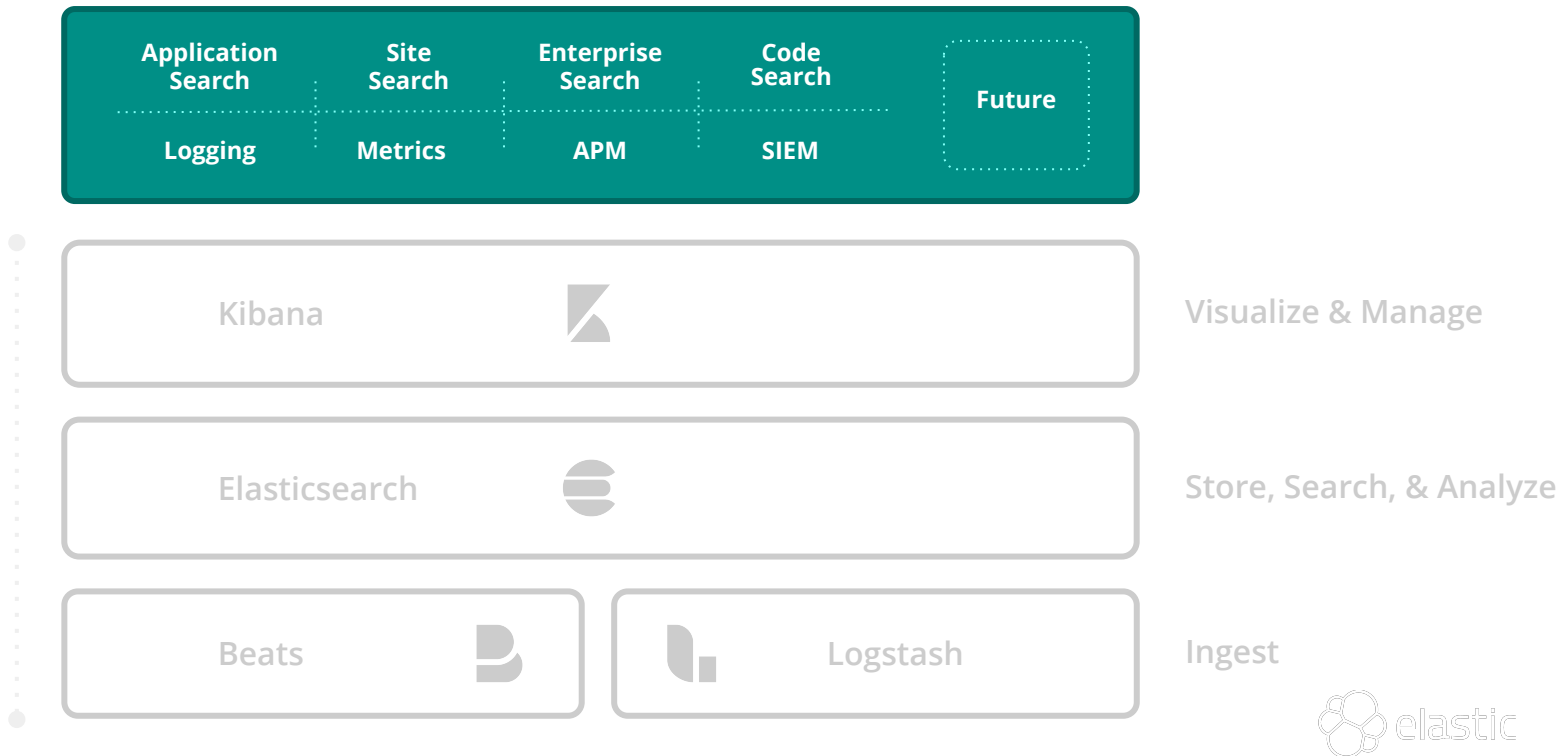 Application Search
Site Search
Enterprise Search
Code Search
Future
Logging
Metrics
APM
SIEM
Kibana
Visualize & Manage
Elasticsearch
Store, Search, & Analyze
Beats
Logstash
Ingest
elastic